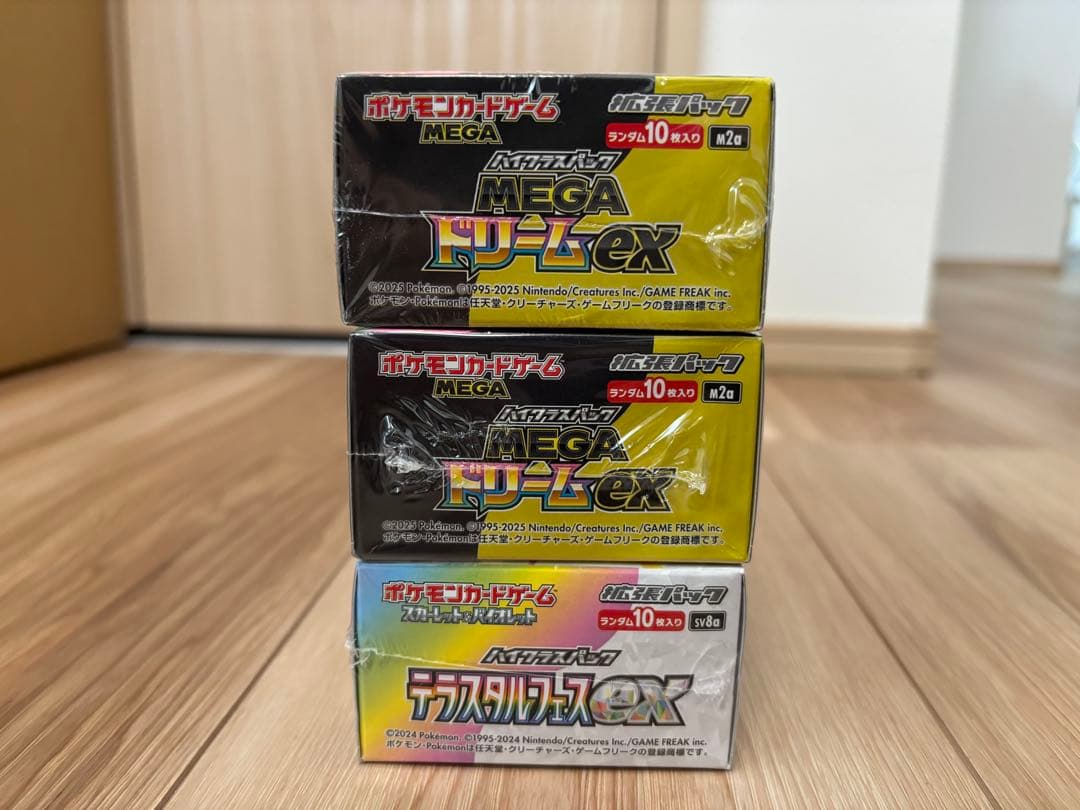 ポケモンカードゲーム
MEGA
拡張パック
ランダム10枚入り M2a
ハイクラスパック
MEGA
ドリームex
©2025 Pokémon. ©1995-2025 Nintendo/Creatures Inc./GAME FREAK inc.
ポケモン・Pokémonは任天堂・クリーチャーズ・ゲームフリークの登録商標です。
ポケモンカードゲーム
MEGA
拡張パック
ランダム10枚入り M2a
ハイクラスパック
MEGA
ドリームex
©2025 Pokémon. ©1995-2025 Nintendo/Creatures Inc./GAME FREAK inc.
ポケモン・Pokémonは任天堂・クリーチャーズ・ゲームフリークの登録商標です。
ポケモンカードゲーム
スカーレット&バイオレット
拡張パック
ランダム10枚入り SV8a
ハイクラスパック
テラスタルフェスex
©2024 Pokémon. ©1995-2024 Nintendo/Creatures Inc./GAME FREAK inc.
ポケモン・Pokémonは任天堂・クリーチャーズ・ゲームフリークの登録商標です。